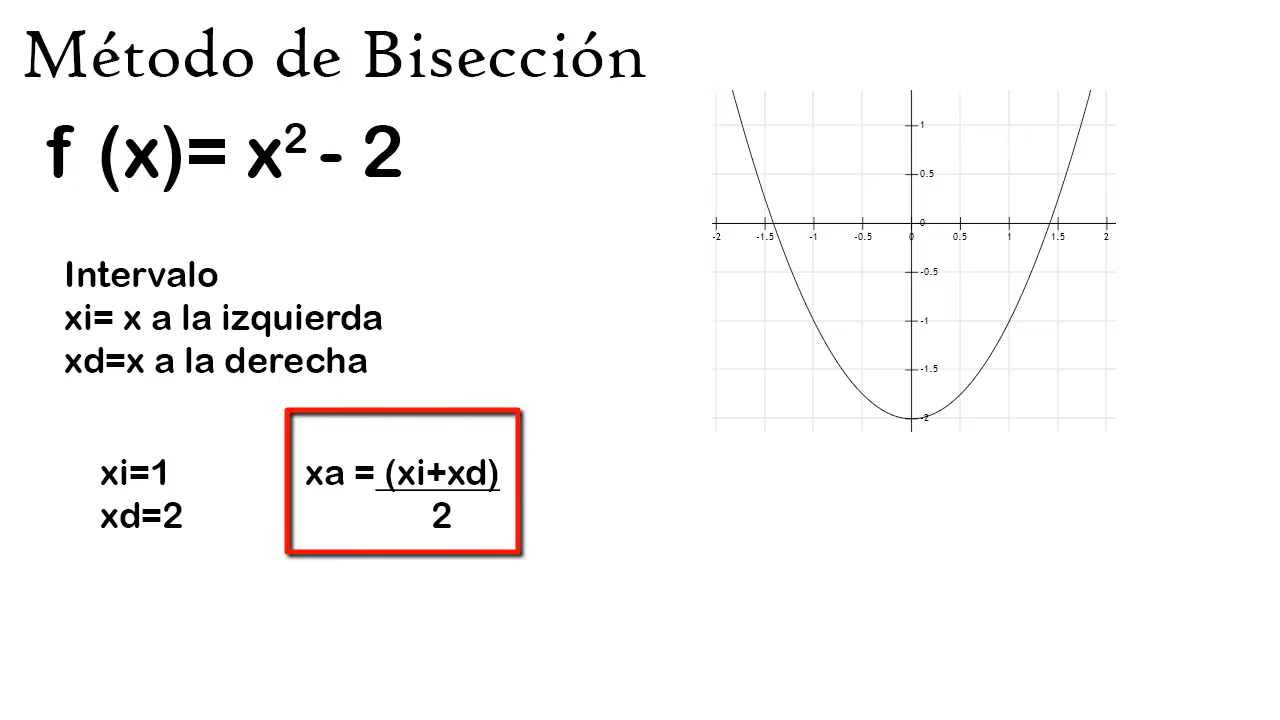 Método de Bisección
f (x)= x² - 2
Intervalo
xi= x a la izquierda
xd=x a la derecha
xi=1
xd=2
xa = (xi+xd)
2
1
0.5
0
-2 -1.5 -1 -0.5 0 0.5 1 1.5 2
-0.5
-1
-1.5
-2